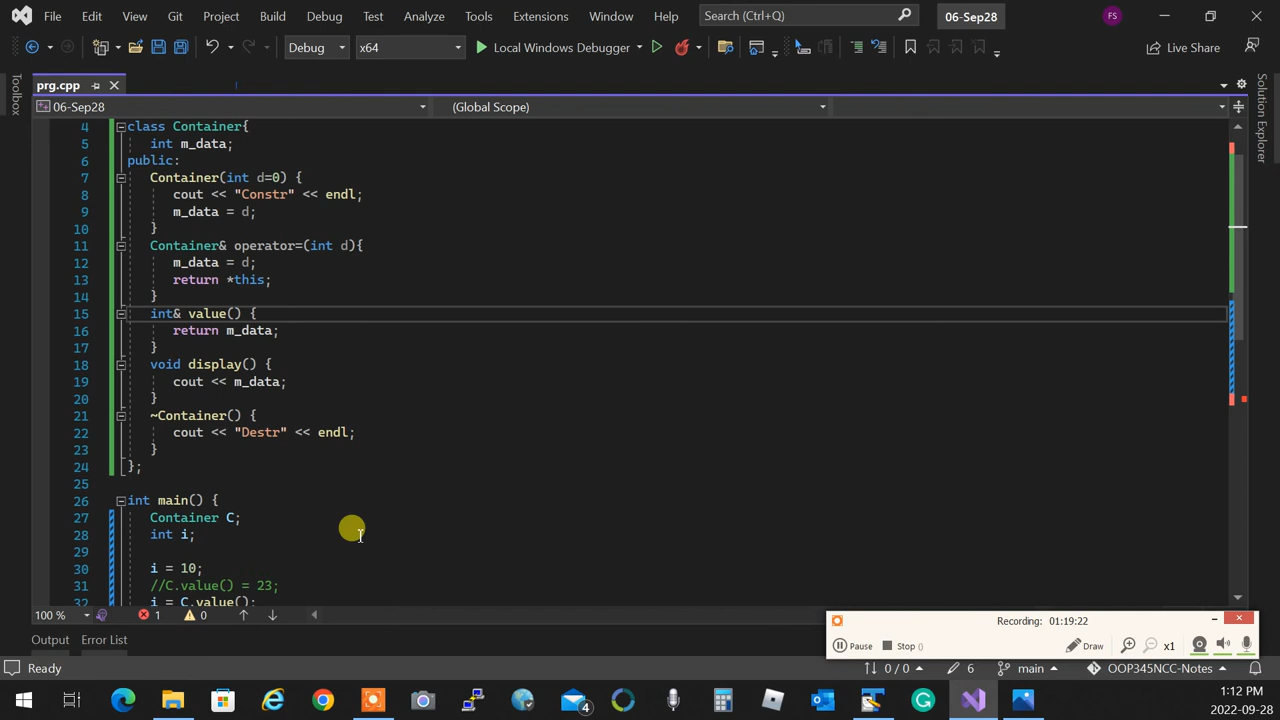 File Edit View Git Project Build Debug Test Analyze Tools Extensions Window Help Search (Ctrl+Q) 06-Sep28 FS
Debug x64 Local Windows Debugger Live Share
prg.cpp
06-Sep28 (Global Scope)
Toolbox
Solution Explorer
4 class Container{
5 int m_data;
6 public:
7 Container(int d=0) {
8 cout << "Constr" << endl;
9 m_data = d;
10 }
11 Container& operator=(int d){
12 m_data = d;
13 return *this;
14 }
15 int& value() {
16 return m_data;
17 }
18 void display() {
19 cout << m_data;
20 }
21 ~Container() {
22 cout << "Destr" << endl;
23 }
24 };
25
26 int main() {
27 Container C;
28 int i;
29
30 i = 10;
31 //C.value() = 23;
32 i = C.value();
100 % 1 0
Recording: 01:19:22
Pause Stop () Draw x1
Output Error List
Ready 0 / 0 6 main OOP345NCC-Notes
4
1:12 PM
2022-09-28